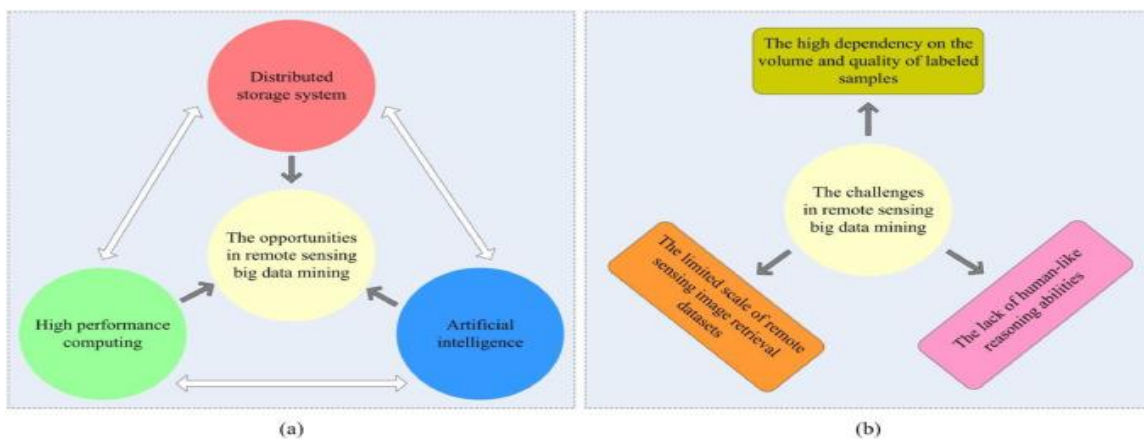 Distributed
storage system
The opportunities
in remote sensing
big data mining
High performance
computing
Artificial
intelligence
(a)
The high dependency on the
volume and quality of labeled
samples
The challenges
in remote sensing
big data mining
The limited scale of remote
sensing image retrieval
datasets
The lack of human-like
reasoning abilities
(b)